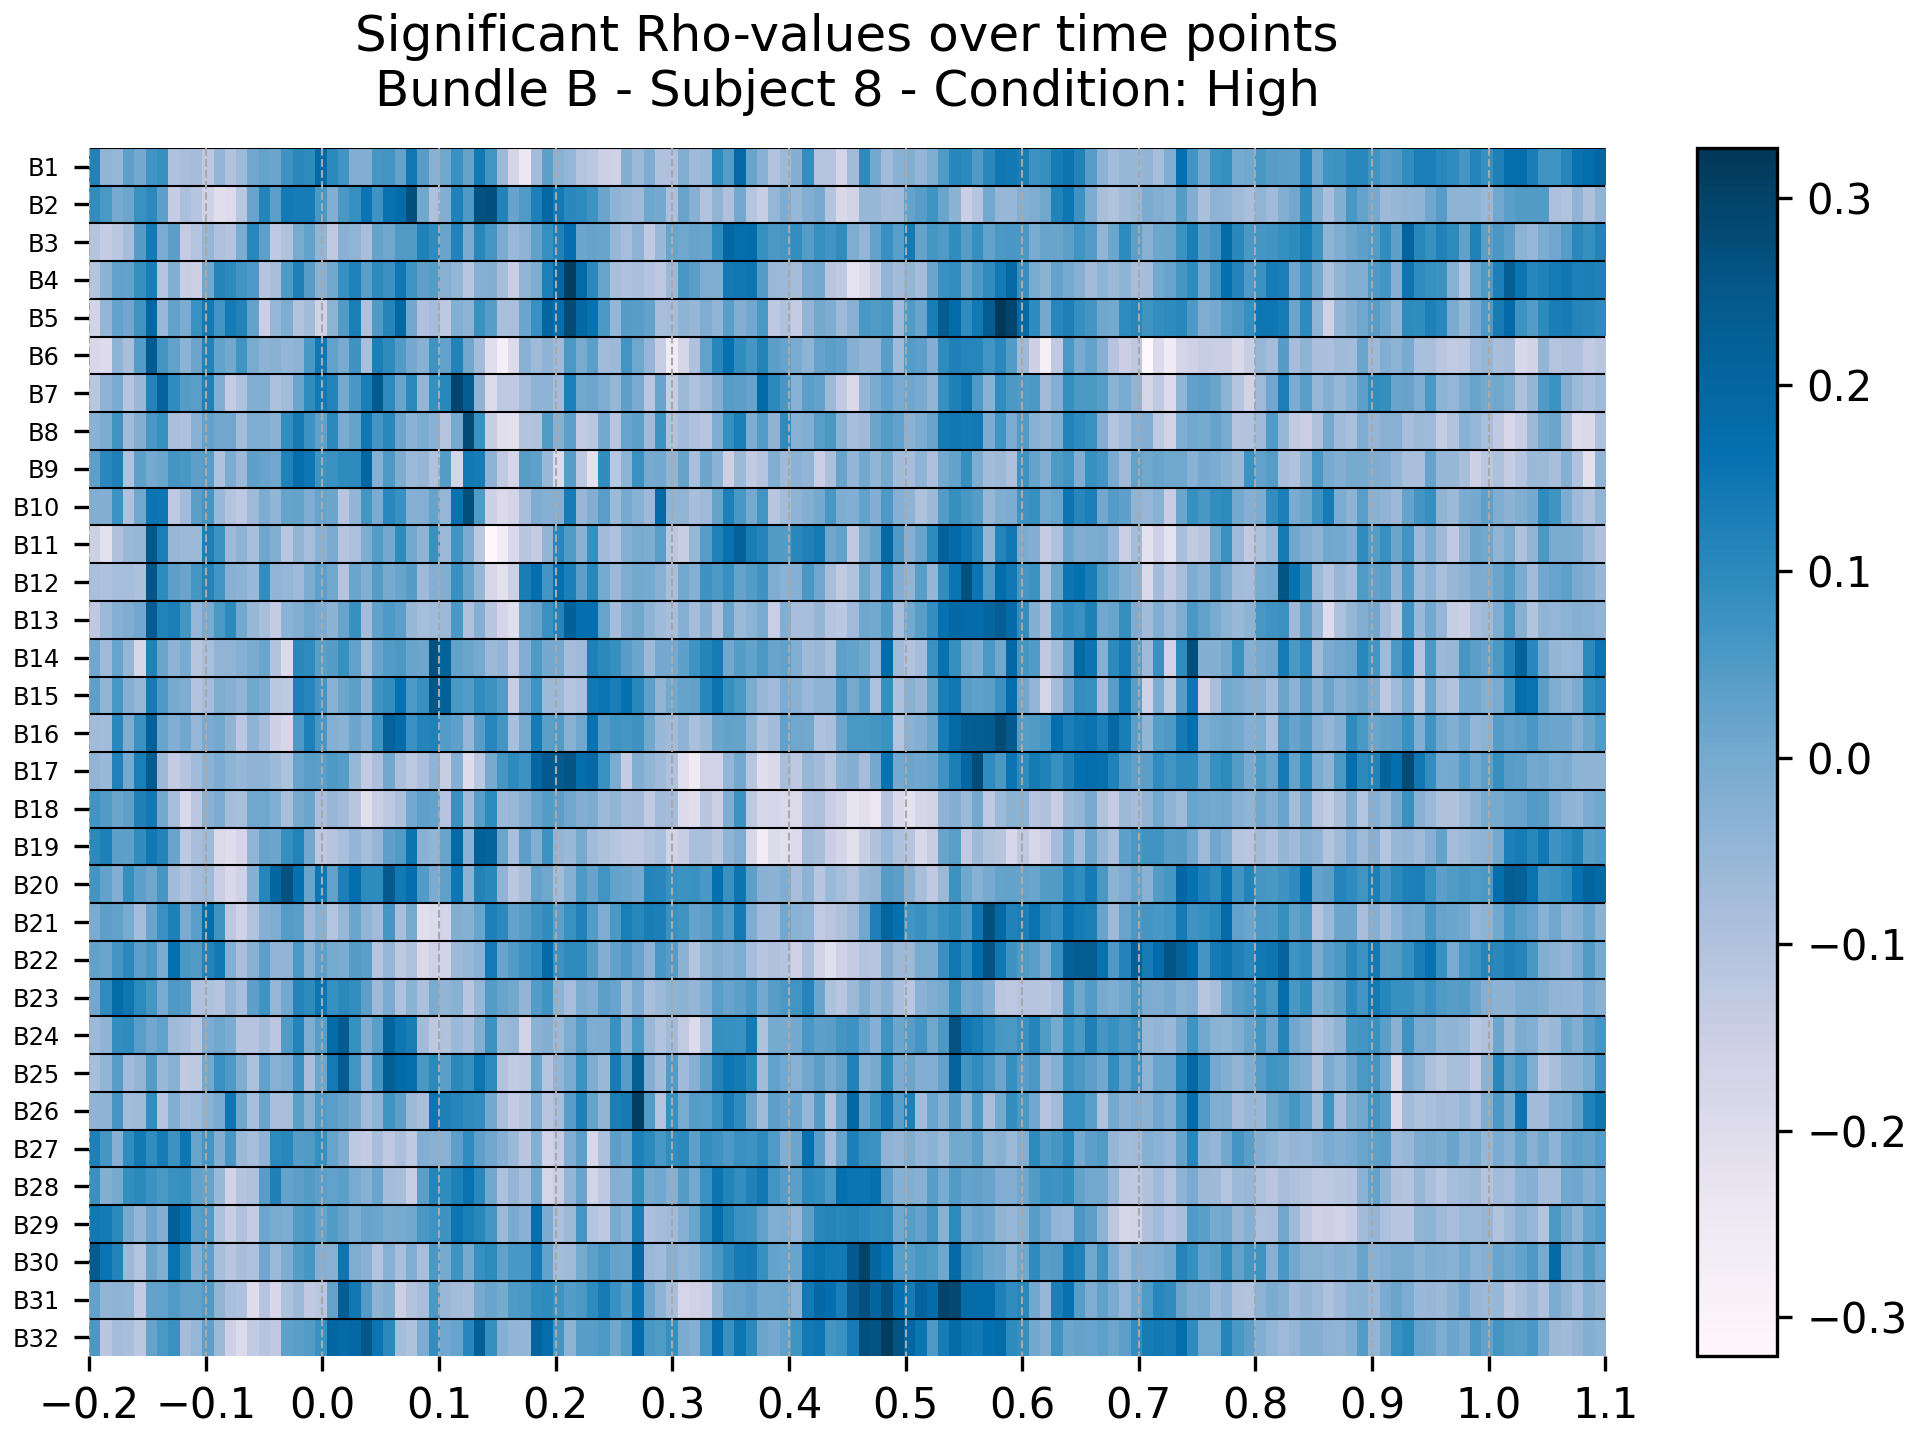 Significant Rho-values over time points
Bundle B - Subject 8 - Condition: High
B1
B2
B3
B4
B5
B6
B7
B8
B9
B10
B11
B12
B13
B14
B15
B16
B17
B18
B19
B20
B21
B22
B23
B24
B25
B26
B27
B28
B29
B30
B31
B32
−0.2 −0.1 0.0 0.1 0.2 0.3 0.4 0.5 0.6 0.7 0.8 0.9 1.0 1.1
0.3
0.2
0.1
0.0
−0.1
−0.2
−0.3